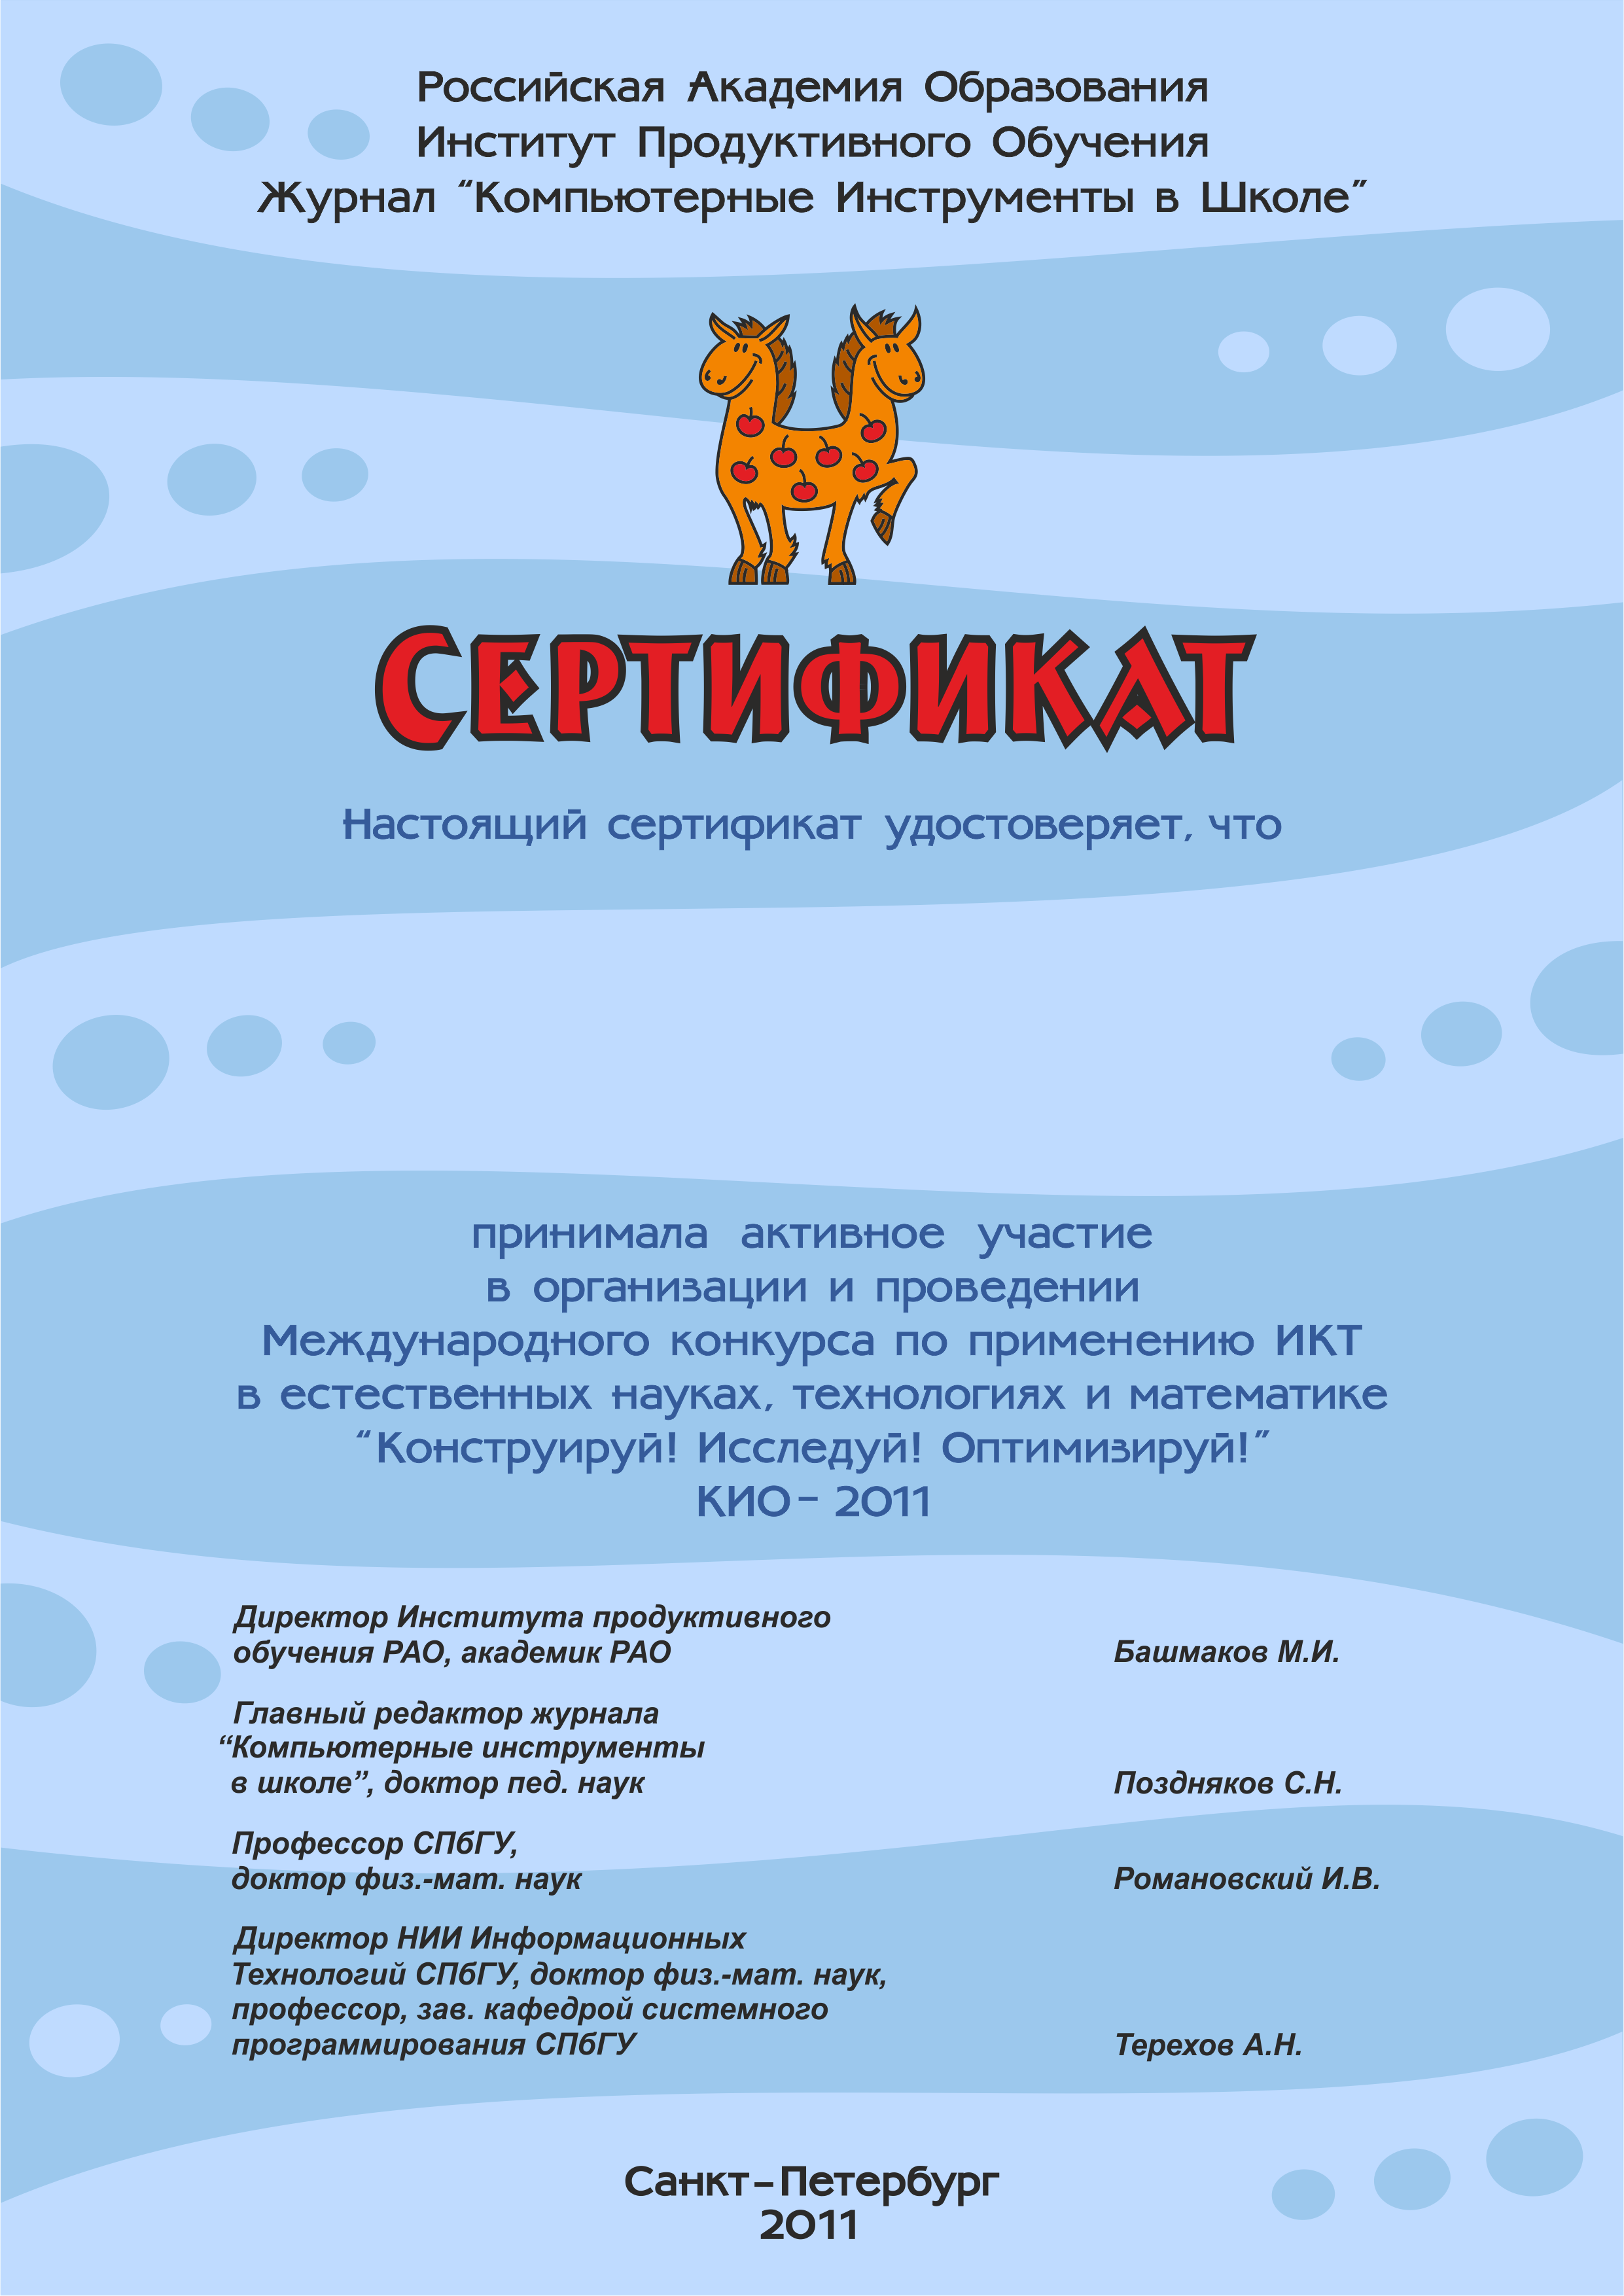 Российская Академия Образования
Институт Продуктивного Обучения
Журнал “Компьютерные Инструменты в Школе”
Сертификат
Настоящий сертификат удостоверяет, что
принимала активное участие
в организации и проведении
Международного конкурса по применению ИКТ
в естественных науках, технологиях и математике
“Конструируй! Исследуй! Оптимизируй!”
КИО - 2011
Директор Института продуктивного
обучения РАО, академик РАО Башмаков М.И.
Главный редактор журнала
“Компьютерные инструменты
в школе”, доктор пед. наук Поздняков С.Н.
Профессор СПбГУ,
доктор физ.-мат. наук Романовский И.В.
Директор НИИ Информационных
Технологий СПбГУ, доктор физ.-мат. наук,
профессор, зав. кафедрой системного
программирования СПбГУ Терехов А.Н.
Санкт-Петербург
2011